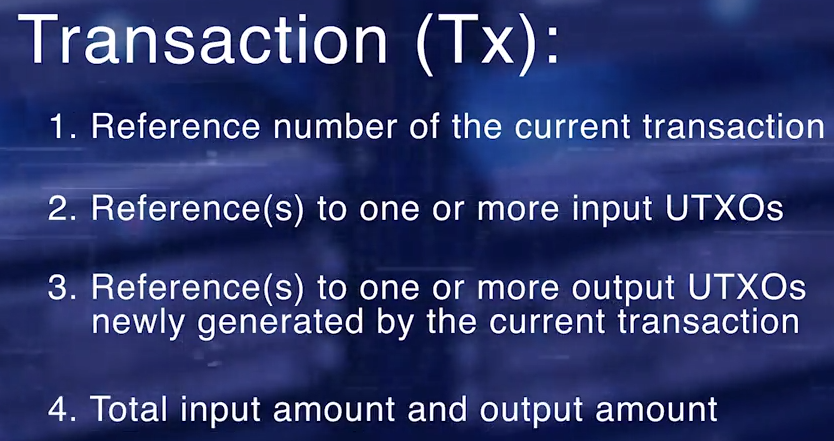 Transaction (Tx):
1. Reference number of the current transaction
2. Reference(s) to one or more input UTXOs
3. Reference(s) to one or more output UTXOs
newly generated by the current transaction
4. Total input amount and output amount